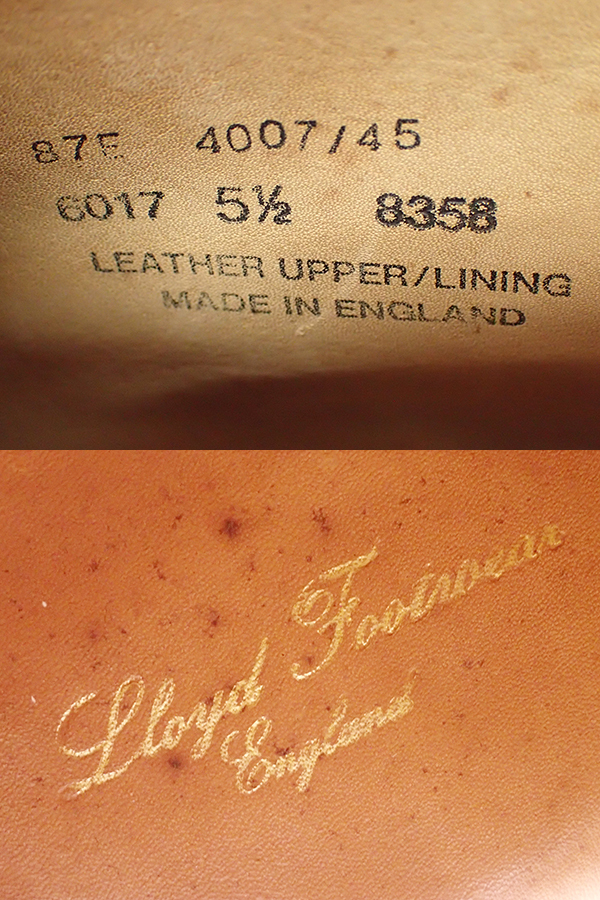 87E 4007/45
6017 5½ 8358
LEATHER UPPER/LINING
MADE IN ENGLAND
Lloyd Footwear
England